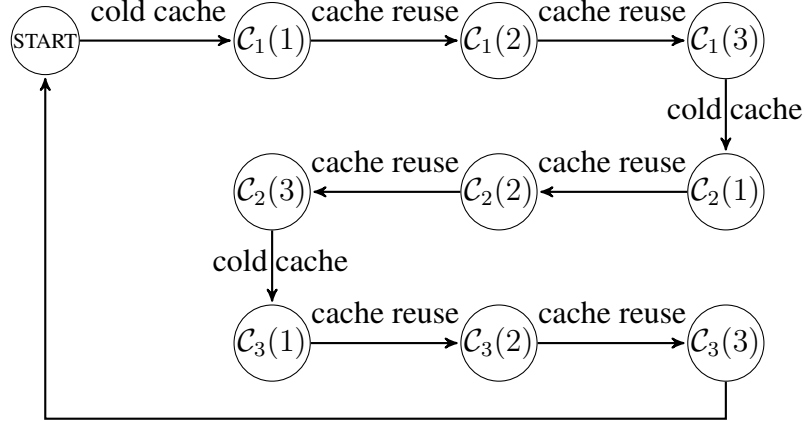 cold cache cache reuse cache reuse
START C₁(1) C₁(2) C₁(3)
cold cache
cache reuse cache reuse
C₂(3) C₂(2) C₂(1)
cold cache
cache reuse cache reuse
C₃(1) C₃(2) C₃(3)